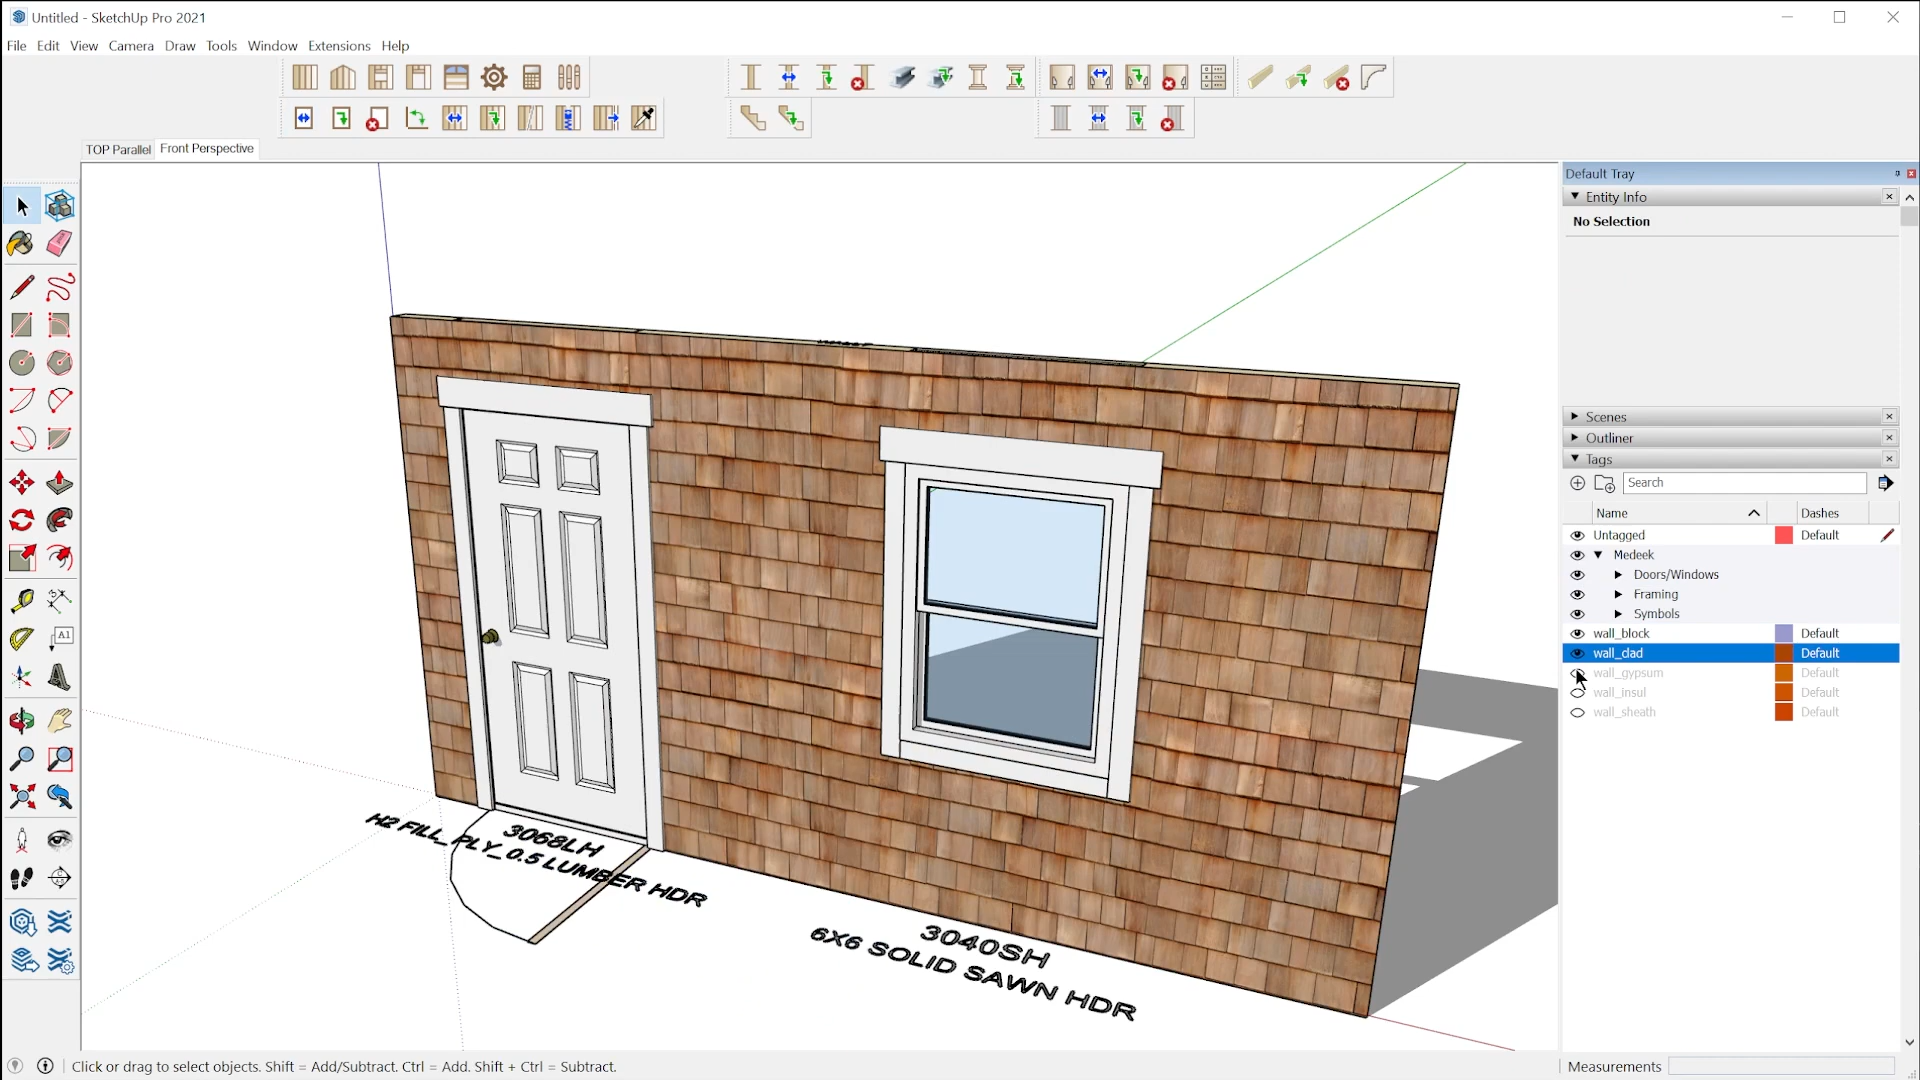 Untitled - SketchUp Pro 2021
File Edit View Camera Draw Tools Window Extensions Help
TOP Parallel Front Perspective
Default Tray
Entity Info
No Selection
Scenes
Outliner
Tags
Search
Name Dashes
Untagged Default
Medeek
Doors/Windows
Framing
Symbols
wall_block Default
wall_clad Default
wall_gypsum Default
wall_insul Default
wall_sheath Default
A1
3068LH
H2 FILL_PLY_0.5 LUMBER HDR
3040SH
6X6 SOLID SAWN HDR
Click or drag to select objects. Shift = Add/Subtract. Ctrl = Add. Shift + Ctrl = Subtract.
Measurements